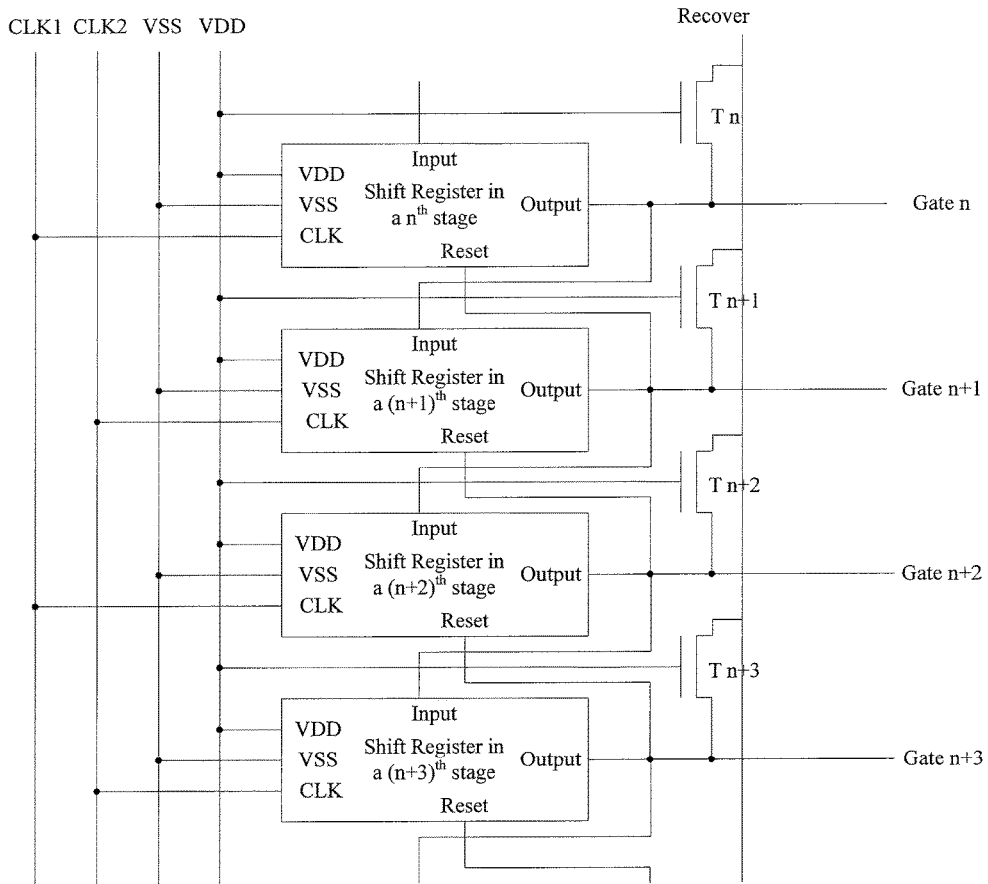 Recover
CLK1 CLK2 VSS VDD
T n
Input
VDD
Shift Register in
VSS
a nth stage
Output
CLK
Reset
Gate n
T n+1
Input
VDD
Shift Register in
VSS
a (n+1)th stage
Output
CLK
Reset
Gate n+1
T n+2
Input
VDD
Shift Register in
VSS
a (n+2)th stage
Output
CLK
Reset
Gate n+2
T n+3
Input
VDD
Shift Register in
VSS
a (n+3)th stage
Output
CLK
Reset
Gate n+3